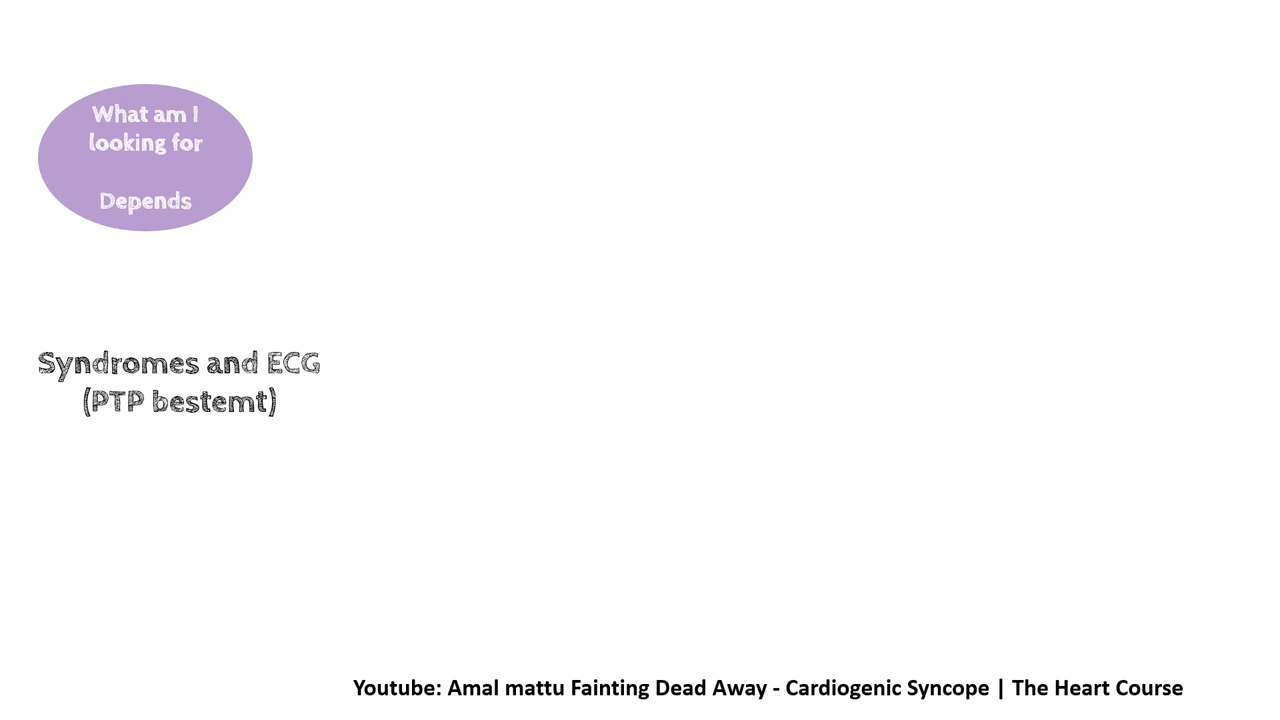 What am I
looking for
Depends
Syndromes and ECG
(PTP bestemt)
Youtube: Amal mattu Fainting Dead Away - Cardiogenic Syncope | The Heart Course